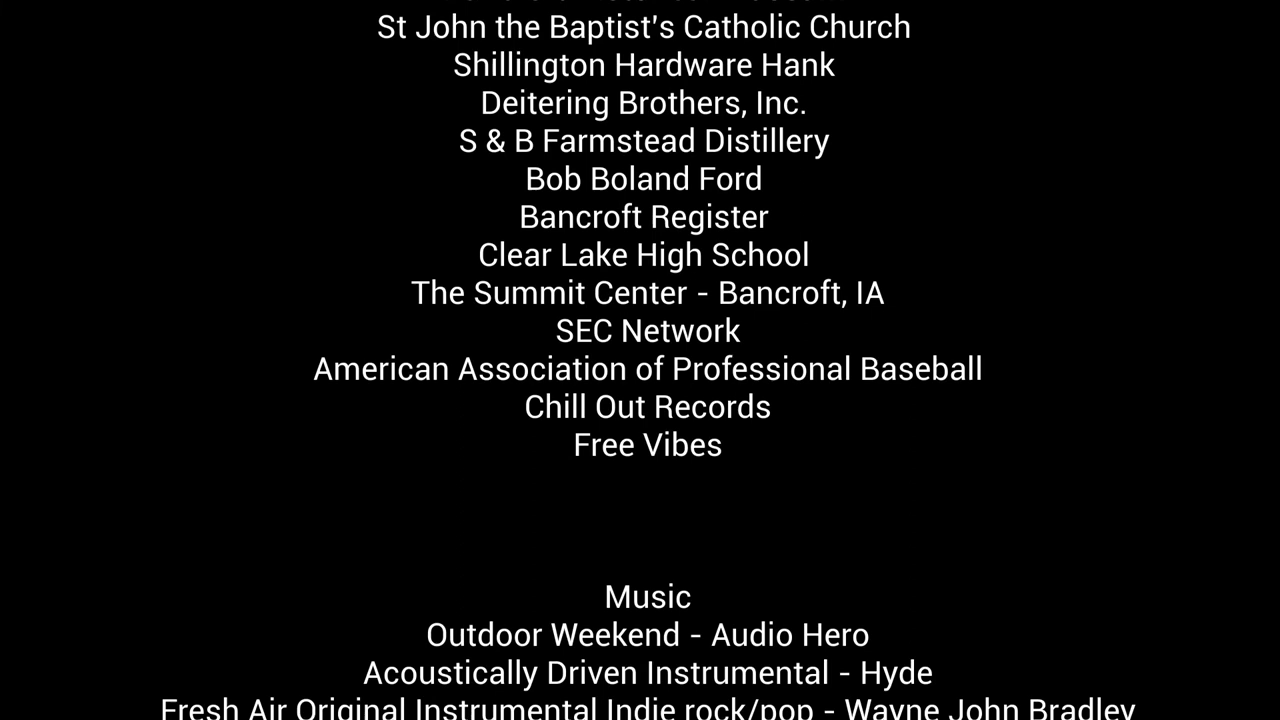 St John the Baptist's Catholic Church
Shillington Hardware Hank
Deitering Brothers, Inc.
S & B Farmstead Distillery
Bob Boland Ford
Bancroft Register
Clear Lake High School
The Summit Center - Bancroft, IA
SEC Network
American Association of Professional Baseball
Chill Out Records
Free Vibes
Music
Outdoor Weekend - Audio Hero
Acoustically Driven Instrumental - Hyde
Fresh Air Original Instrumental Indie rock/pop - Wayne John Bradley